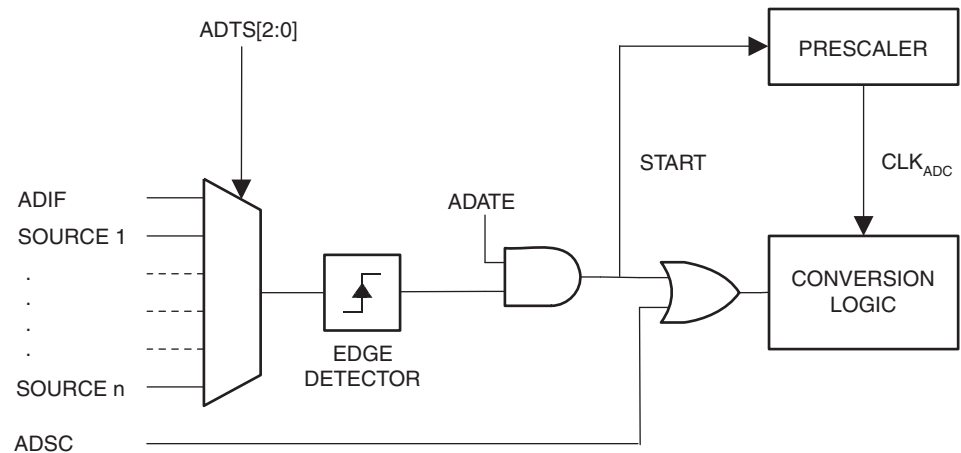 ADTS[2:0]
PRESCALER
START
CLKADC
ADIF
ADATE
SOURCE 1
.
.
.
.
CONVERSION
LOGIC
EDGE
DETECTOR
SOURCE n
ADSC